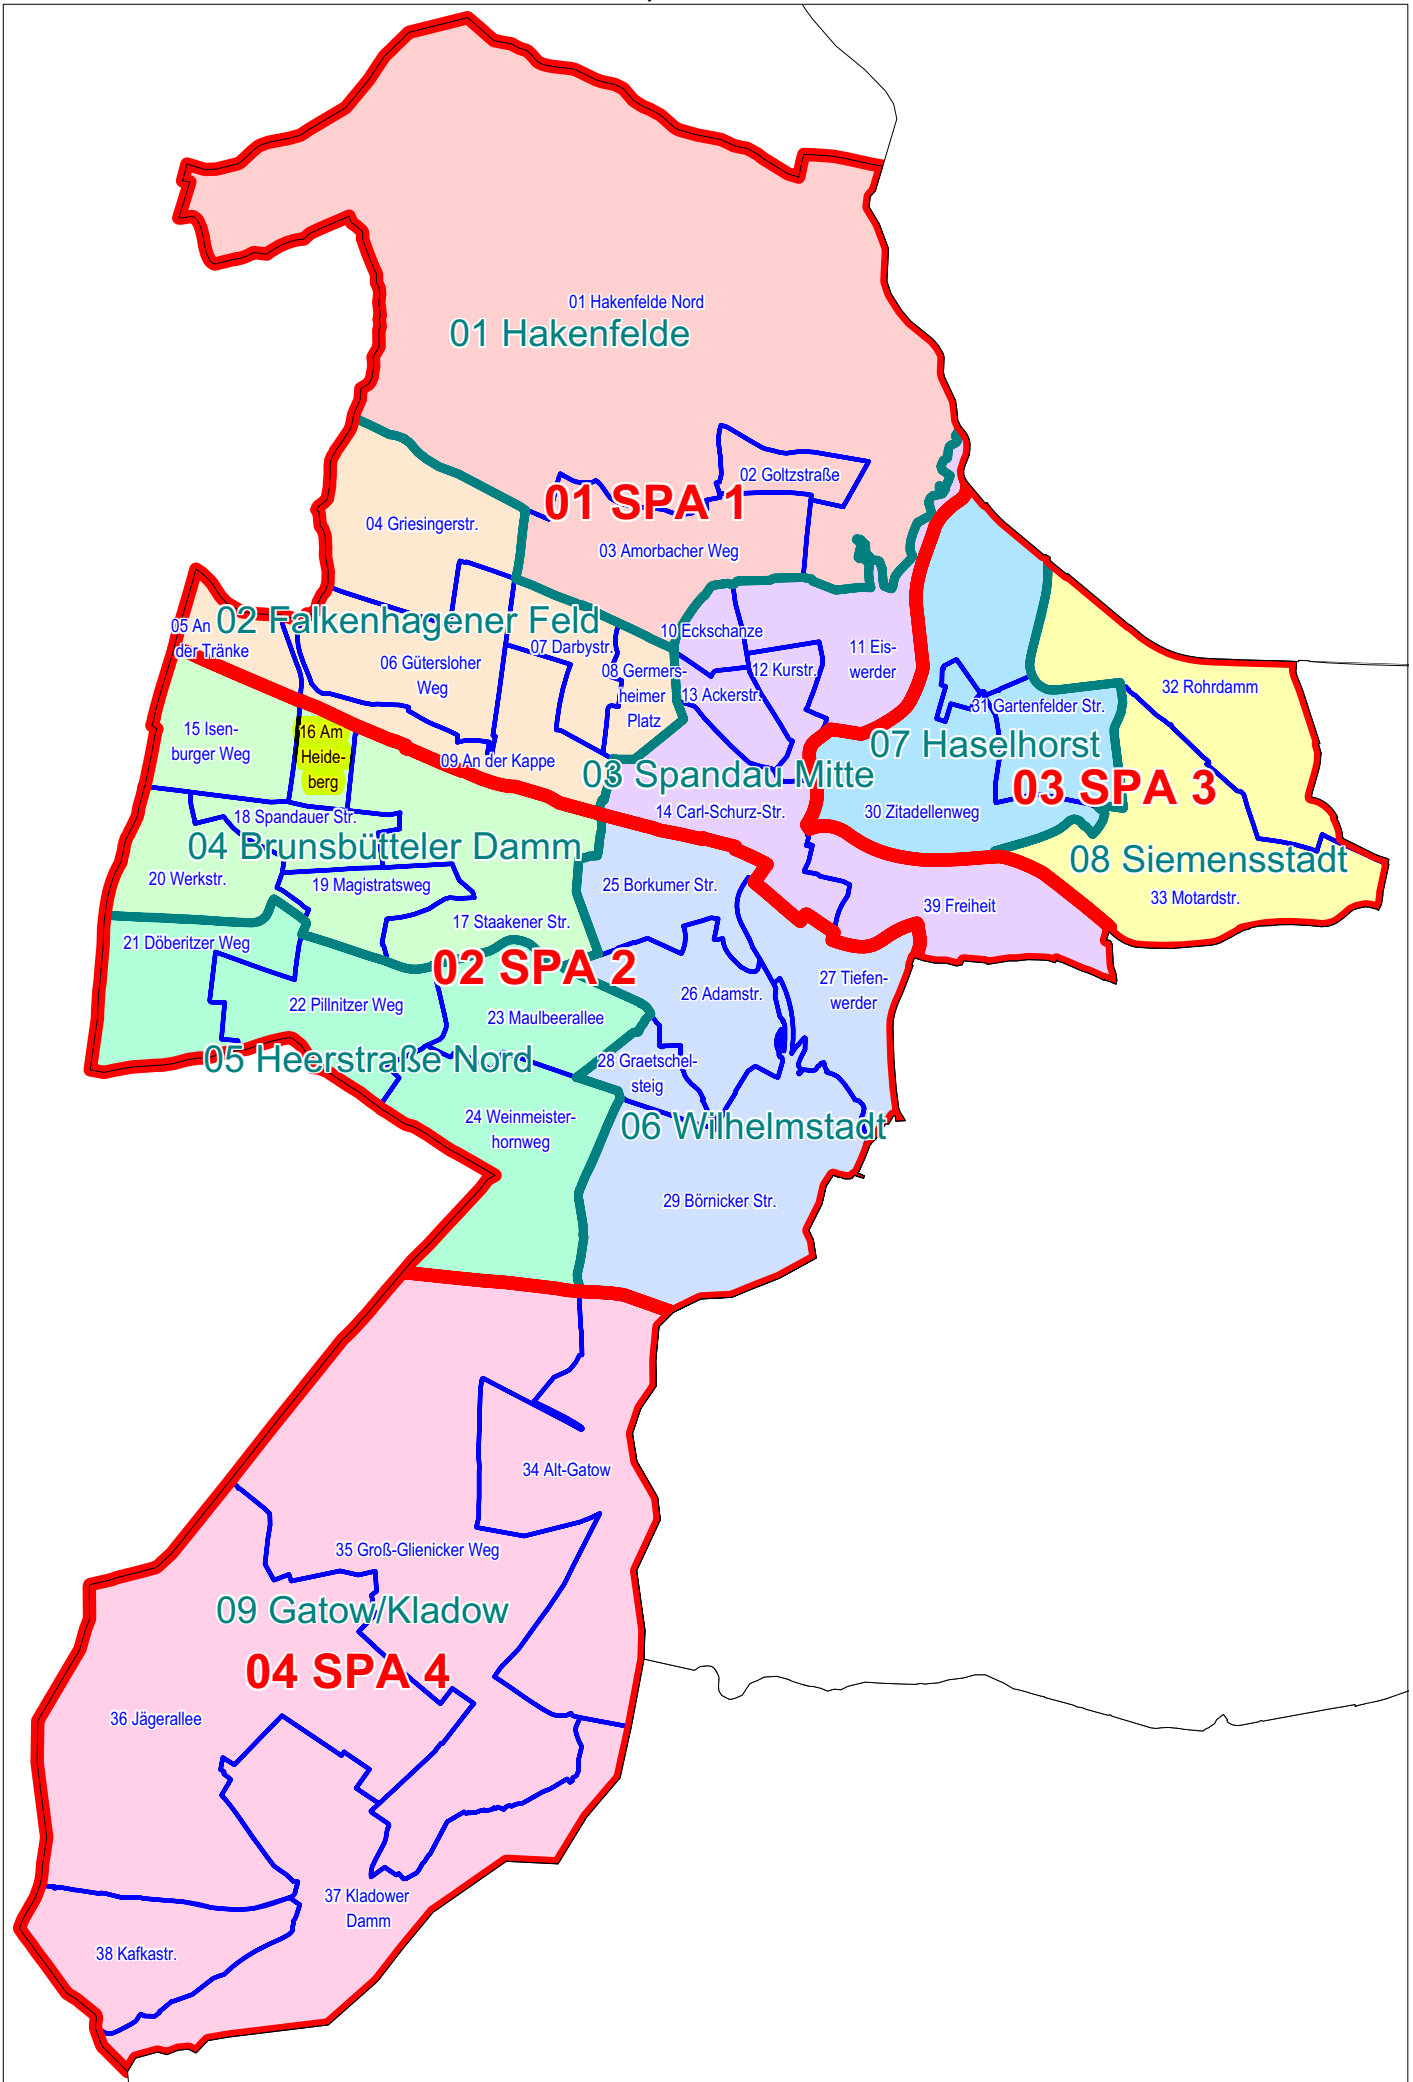 01 Hakenfelde Nord
01 Hakenfelde
02 Goltzstraße
01 SPA 1
04 Griesingerstr.
03 Amorbacher Weg
05 An
der Tränke
02 Falkenhagener Feld
10 Eckschanze
07 Darbystr.
11 Eis-
werder
06 Gütersloher
Weg
08 Germers-
heimer
Platz
12 Kurstr.
13 Ackerstr.
32 Rohrdamm
31 Gartenfelder Str.
15 Isen-
burger Weg
16 Am
Heide-
berg
07 Haselhorst
09 An der Kappe
03 Spandau Mitte
03 SPA 3
14 Carl-Schurz-Str.
30 Zitadellenweg
18 Spandauer Str.
04 Brunsbütteler Damm
08 Siemensstadt
20 Werkstr.
19 Magistratsweg
25 Borkumer Str.
33 Motardstr.
39 Freiheit
17 Staakener Str.
21 Döberitzer Weg
02 SPA 2
27 Tiefen-
werder
26 Adamstr.
22 Pillnitzer Weg
23 Maulbeerallee
05 Heerstraße Nord
28 Graetschel-
steig
24 Weinmeister-
hornweg
06 Wilhelmstadt
29 Börnicker Str.
34 Alt-Gatow
35 Groß-Glienicker Weg
09 Gatow/Kladow
04 SPA 4
36 Jägerallee
37 Kladower
Damm
38 Kafkastr.